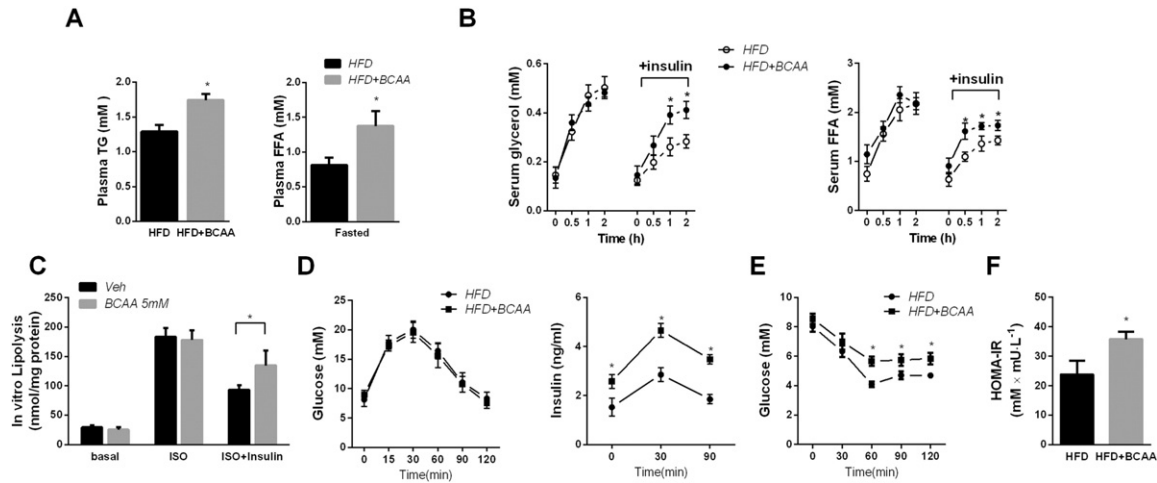 A
Plasma TG (mM )
2.0
1.5
1.0
0.5
0.0
*
HFD HFD+BCAA
HFD
HFD+BCAA
Plasma FFA (mM)
2.0
1.5
1.0
0.5
0.0
*
Fasted
B
HFD
HFD+BCAA
Serum glycerol (mM)
0.6
0.4
0.2
0.0
+insulin
* *
0 0.5 1 2 0 0.5 1 2
Time (h)
Serum FFA (mM)
3
2
1
0
+insulin
* * *
0 0.5 1 2 0 0.5 1 2
Time (h)
C
Veh
BCAA 5mM
In vitro Lipolysis
(nmol/mg protein)
250
200
150
100
50
0
*
basal ISO ISO+Insulin
D
HFD
HFD+BCAA
Glucose (mM)
25
20
15
10
5
0
0 15 30 60 90 120
Time(min)
Insulin (ng/ml)
6
4
2
0
* * *
0 30 90
Time(min)
E
HFD
HFD+BCAA
Glucose (mM)
10
8
6
4
2
0
* * *
0 30 60 90 120
Time(min)
F
HOMA-IR
(mM × mU·L-1)
50
40
30
20
10
0
*
HFD HFD+BCAA